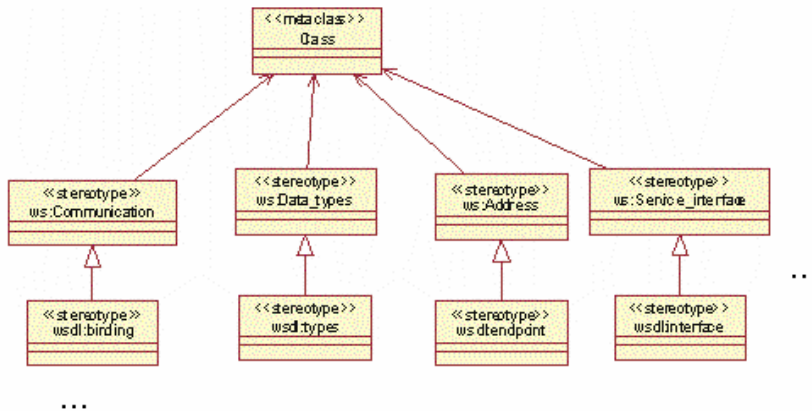 <<metaclass>>
Class
<<stereotype>>
ws:Communication
<<stereotype>>
ws:Data_types
<<stereotype>>
ws:Address
<<stereotype>>
ws:Service_interface
<<stereotype>>
wsdl:binding
<<stereotype>>
wsdl:types
<<stereotype>>
wsdl:endpoint
<<stereotype>>
wsdl:interface
...
...